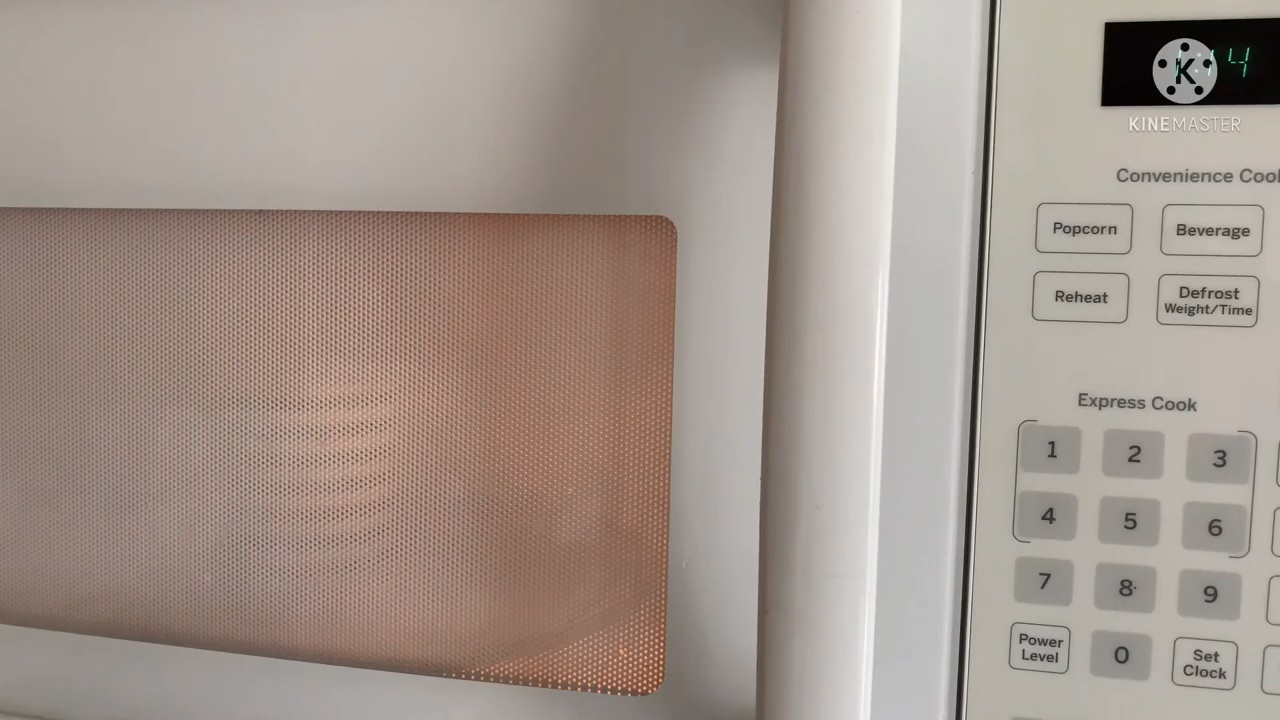 K
KINEMASTER
Convenience
Popcorn
Beverage
Reheat
Defrost
Weight/Time
Express Cook
1 2 3
4 5 6
7 8 9
Power
Level
0
Set
Clock